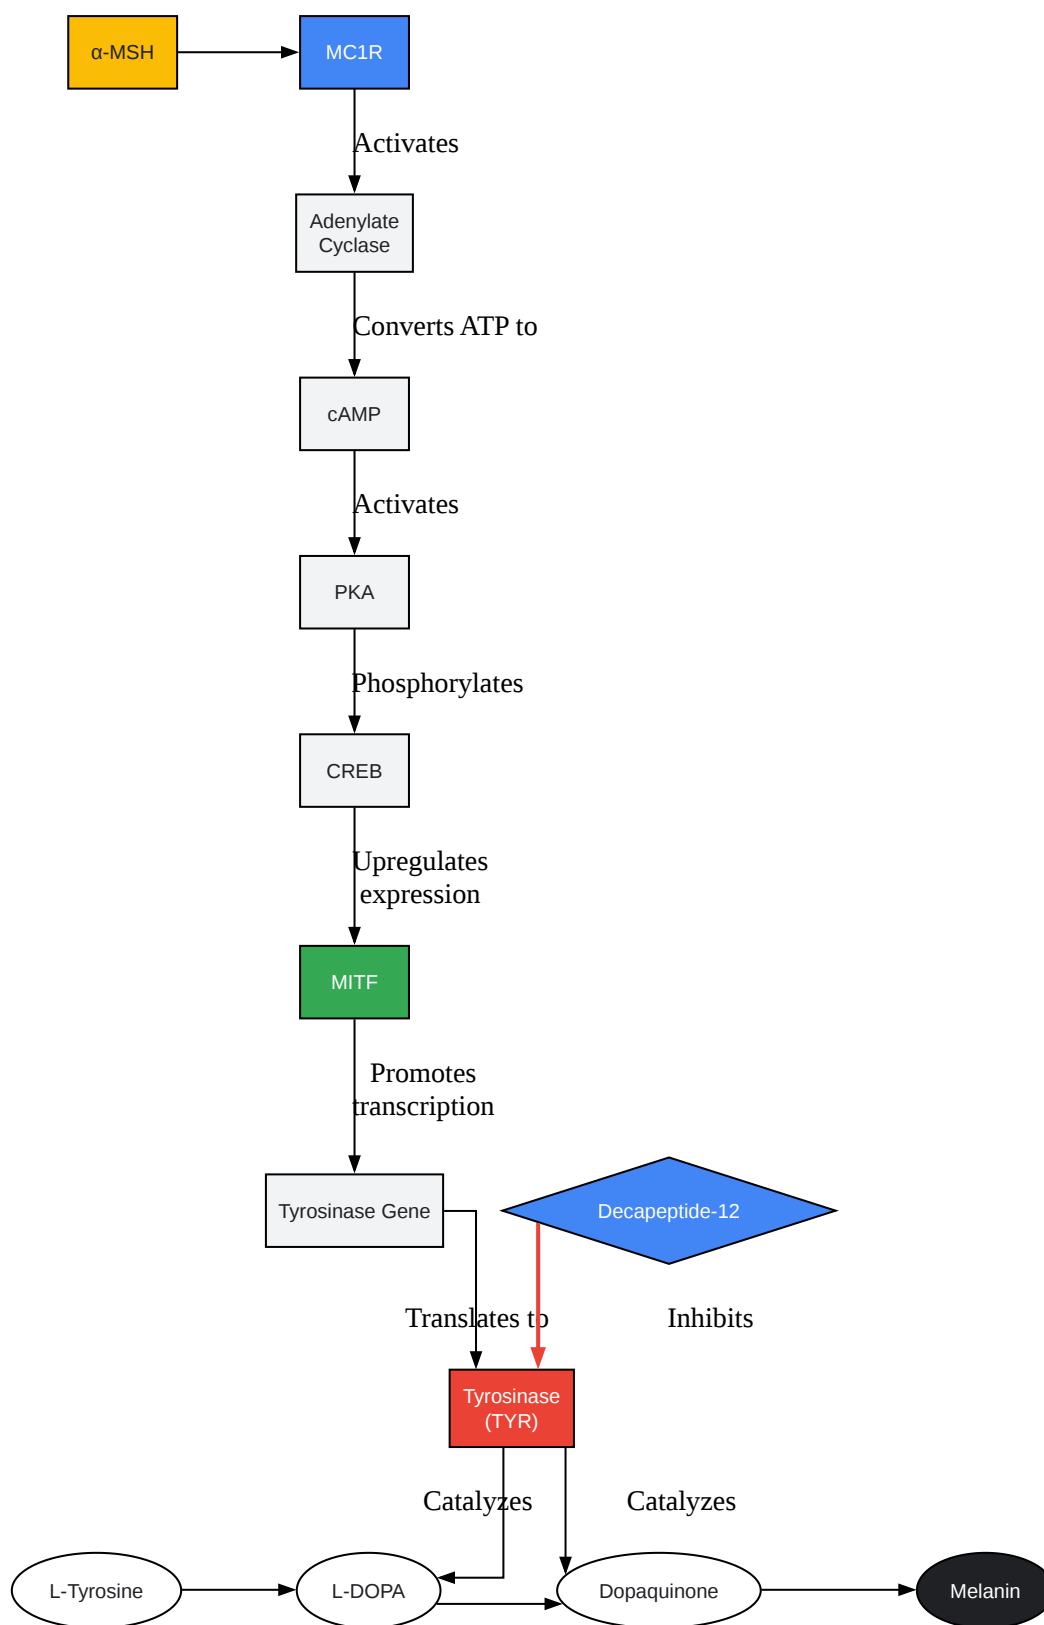 α-MSH
MC1R
Activates
Adenylate
Cyclase
Converts ATP to
cAMP
Activates
PKA
Phosphorylates
CREB
Upregulates
expression
MITF
Promotes
transcription
Tyrosinase Gene
Decapeptide-12
Translates to
Inhibits
Tyrosinase
(TYR)
Catalyzes
Catalyzes
L-Tyrosine
L-DOPA
Dopaquinone
Melanin